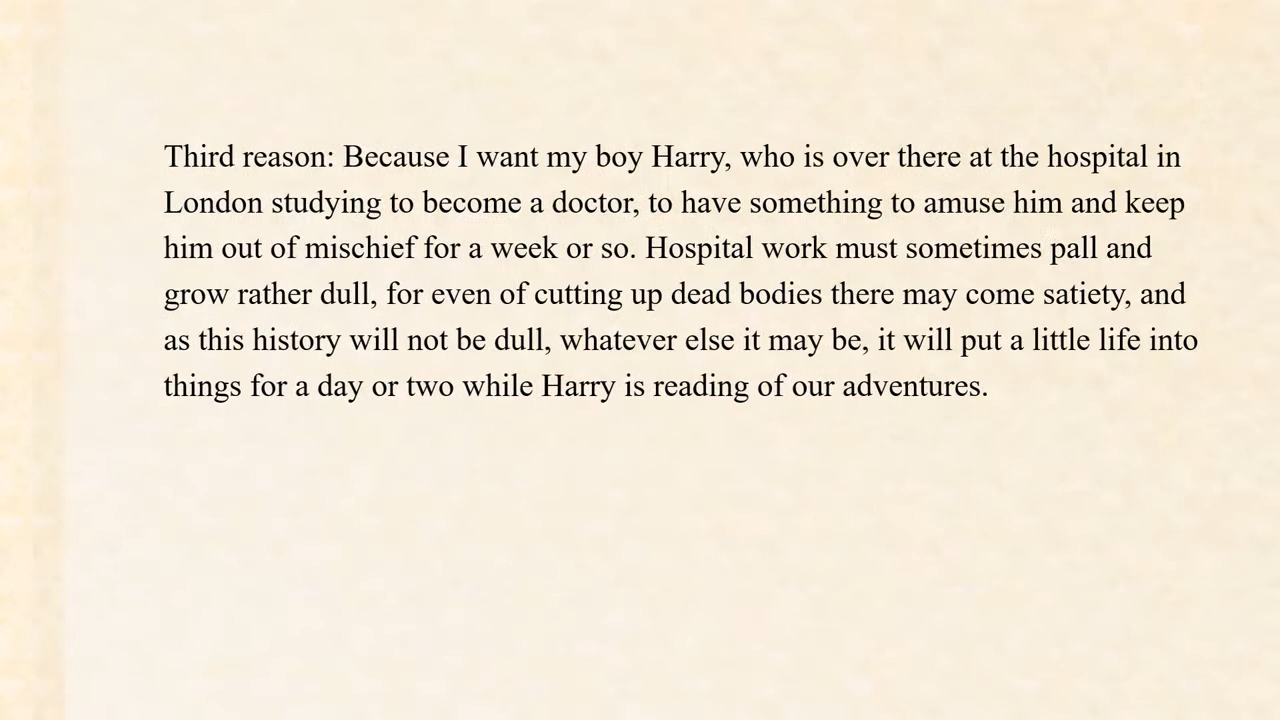 Third reason: Because I want my boy Harry, who is over there at the hospital in
London studying to become a doctor, to have something to amuse him and keep
him out of mischief for a week or so. Hospital work must sometimes pall and
grow rather dull, for even of cutting up dead bodies there may come satiety, and
as this history will not be dull, whatever else it may be, it will put a little life into
things for a day or two while Harry is reading of our adventures.